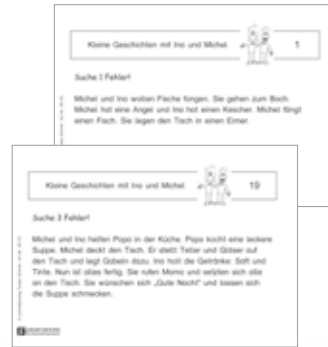 Kleine Geschichten mit Ino und Michel 1
Suche 1 Fehler!
Michel und Ino wollen Fische fangen. Sie gehen zum Bach.
Michel hat eine Angel und Ino hat einen Kescher. Michel fängt
einen Fisch. Sie legen den Tisch in einen Eimer.
Kleine Geschichten mit Ino und Michel 19
Suche 3 Fehler!
Michel und Ino helfen Papa in der Küche. Papa kocht eine leckere
Suppe. Michel deckt den Tisch. Er stellt Teller und Gläser auf
den Tisch und legt Gabeln dazu. Ino holt die Getränke: Saft und
Tinte. Nun ist alles fertig. Sie rufen Mama und setzten sich alle
an den Tisch. Sie wünschen sich „Gute Nacht" und lassen sich
die Suppe schmecken.